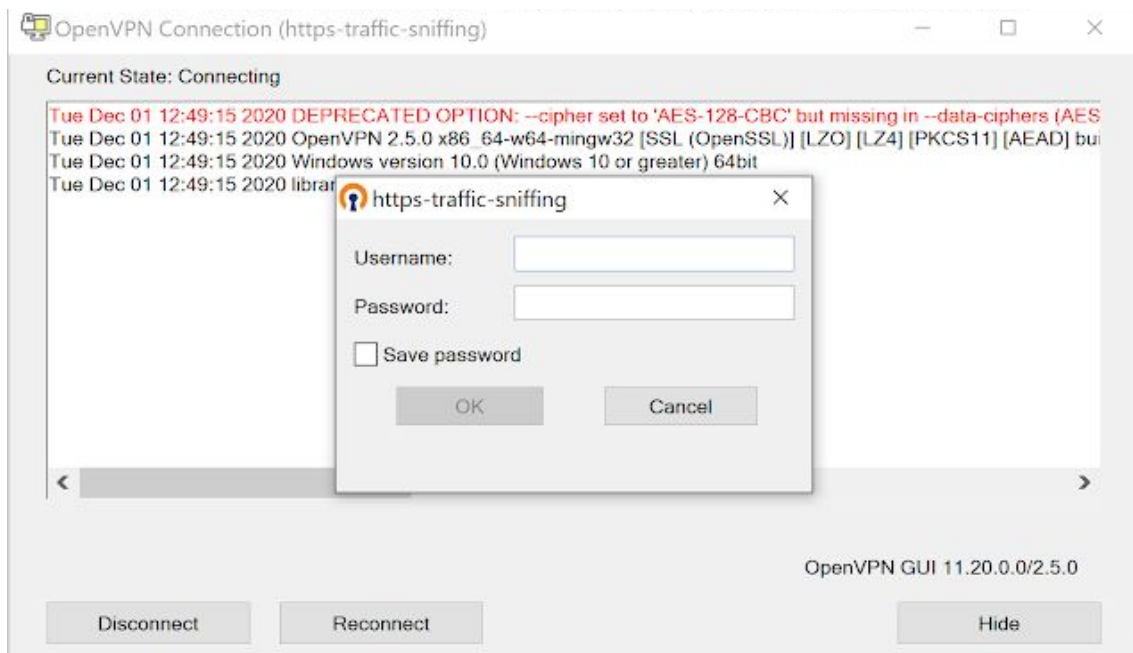 OpenVPN Connection (https-traffic-sniffing)
Current State: Connecting
Tue Dec 01 12:49:15 2020 DEPRECATED OPTION: --cipher set to 'AES-128-CBC' but missing in --data-ciphers (AES
Tue Dec 01 12:49:15 2020 OpenVPN 2.5.0 x86_64-w64-mingw32 [SSL (OpenSSL)] [LZO] [LZ4] [PKCS11] [AEAD] bui
Tue Dec 01 12:49:15 2020 Windows version 10.0 (Windows 10 or greater) 64bit
Tue Dec 01 12:49:15 2020 librar
https-traffic-sniffing
Username:
Password:
Save password
OK Cancel
OpenVPN GUI 11.20.0.0/2.5.0
Disconnect Reconnect Hide